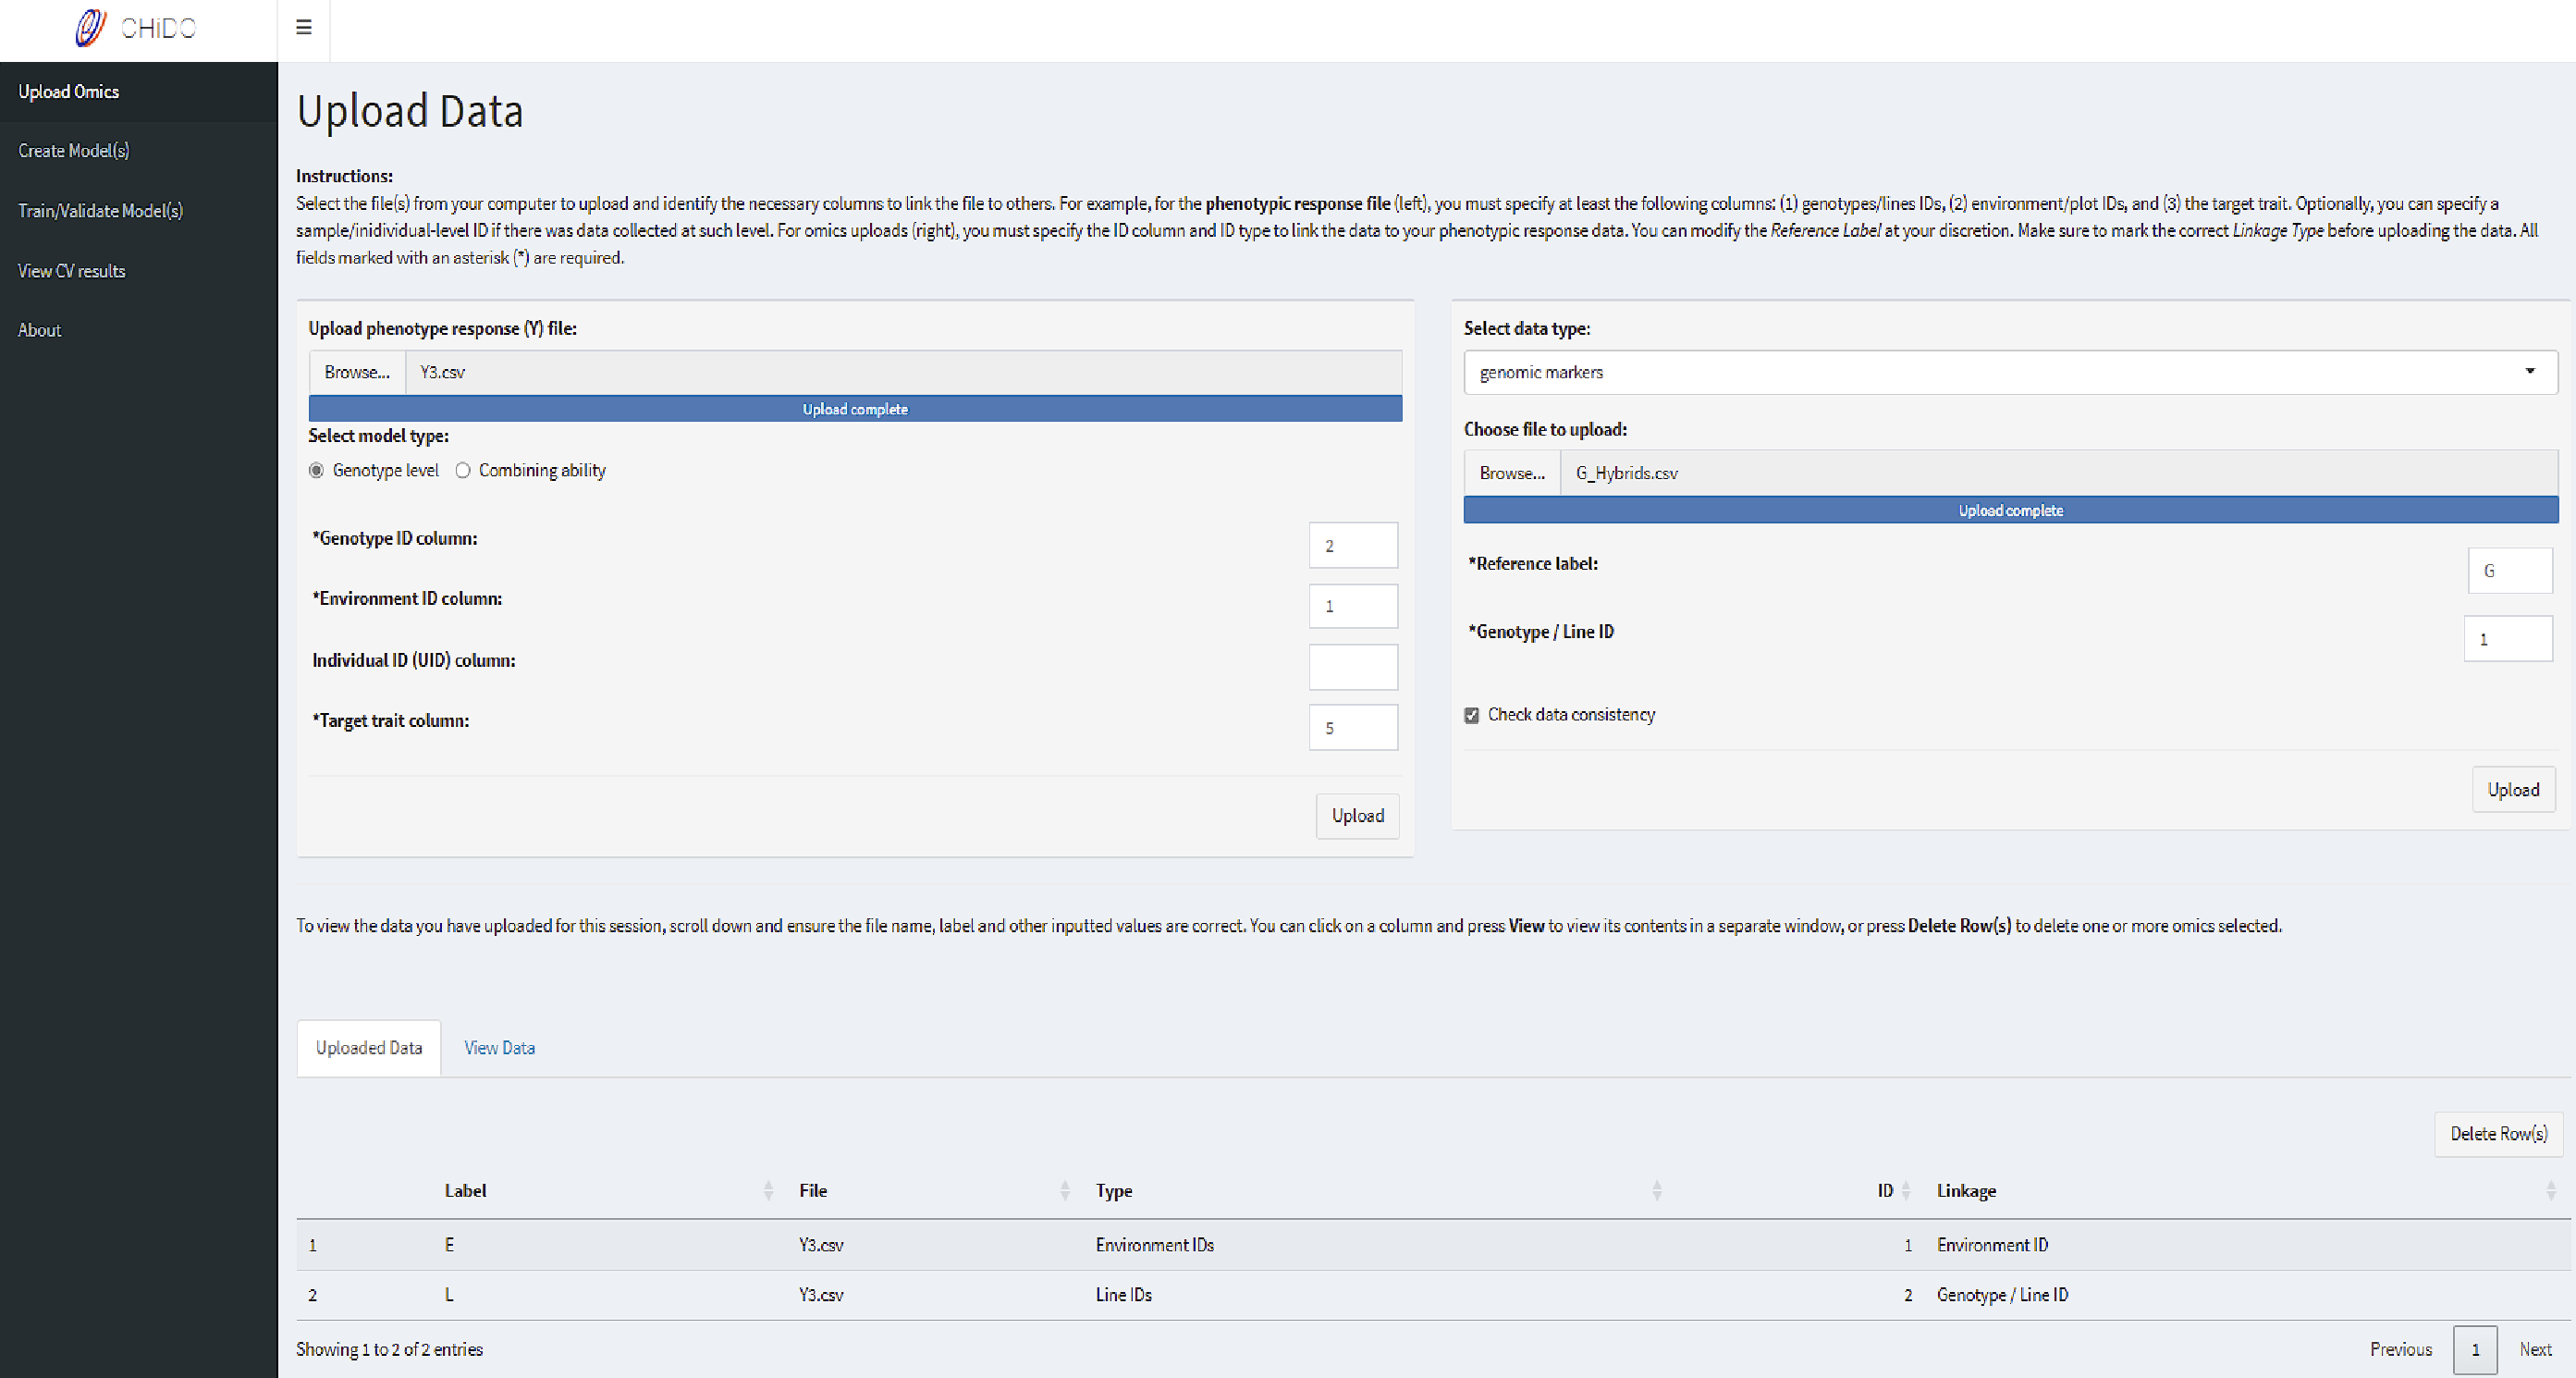 CHiDO
☰
Upload Omics
Create Model(s)
Train/Validate Model(s)
View CV results
About
Upload Data
Instructions:
Select the file(s) from your computer to upload and identify the necessary columns to link the file to others. For example, for the phenotypic response file (left), you must specify at least the following columns: (1) genotypes/lines IDs, (2) environment/plot IDs, and (3) the target trait. Optionally, you can specify a
sample/inidividual-level ID if there was data collected at such level. For omics uploads (right), you must specify the ID column and ID type to link the data to your phenotypic response data. You can modify the Reference Label at your discretion. Make sure to mark the correct Linkage Type before uploading the data. All
fields marked with an asterisk (*) are required.
Upload phenotype response (Y) file:
Browse... Y3.csv
Upload complete
Select model type:
Genotype level Combining ability
*Genotype ID column: 2
*Environment ID column: 1
Individual ID (UID) column:
*Target trait column: 5
Upload
Select data type:
genomic markers
Choose file to upload:
Browse... G_Hybrids.csv
Upload complete
*Reference label: G
*Genotype / Line ID 1
Check data consistency
Upload
To view the data you have uploaded for this session, scroll down and ensure the file name, label and other inputted values are correct. You can click on a column and press View to view its contents in a separate window, or press Delete Row(s) to delete one or more omics selected.
Uploaded Data View Data
Delete Row(s)
Label File Type ID Linkage
1 E Y3.csv Environment IDs 1 Environment ID
2 L Y3.csv Line IDs 2 Genotype / Line ID
Showing 1 to 2 of 2 entries Previous 1 Next